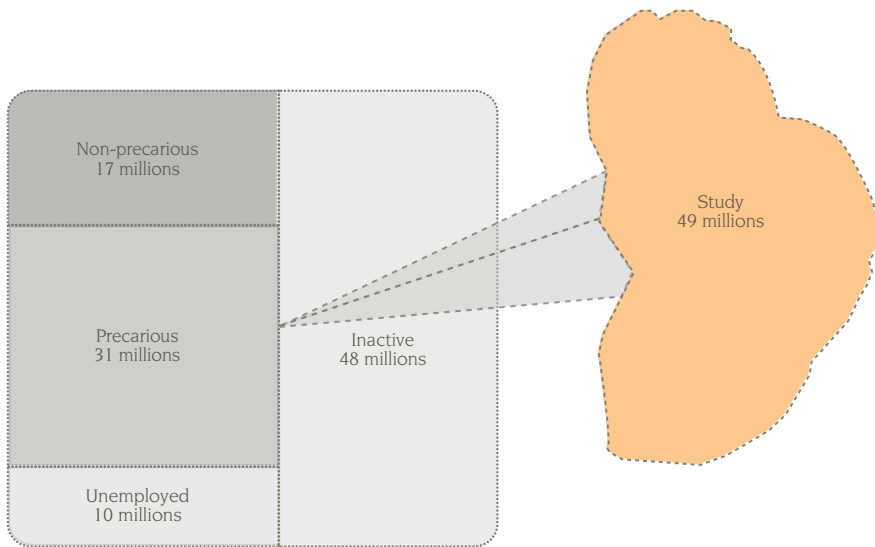 Non-precarious
17 millions
Precarious
31 millions
Unemployed
10 millions
Inactive
48 millions
Study
49 millions